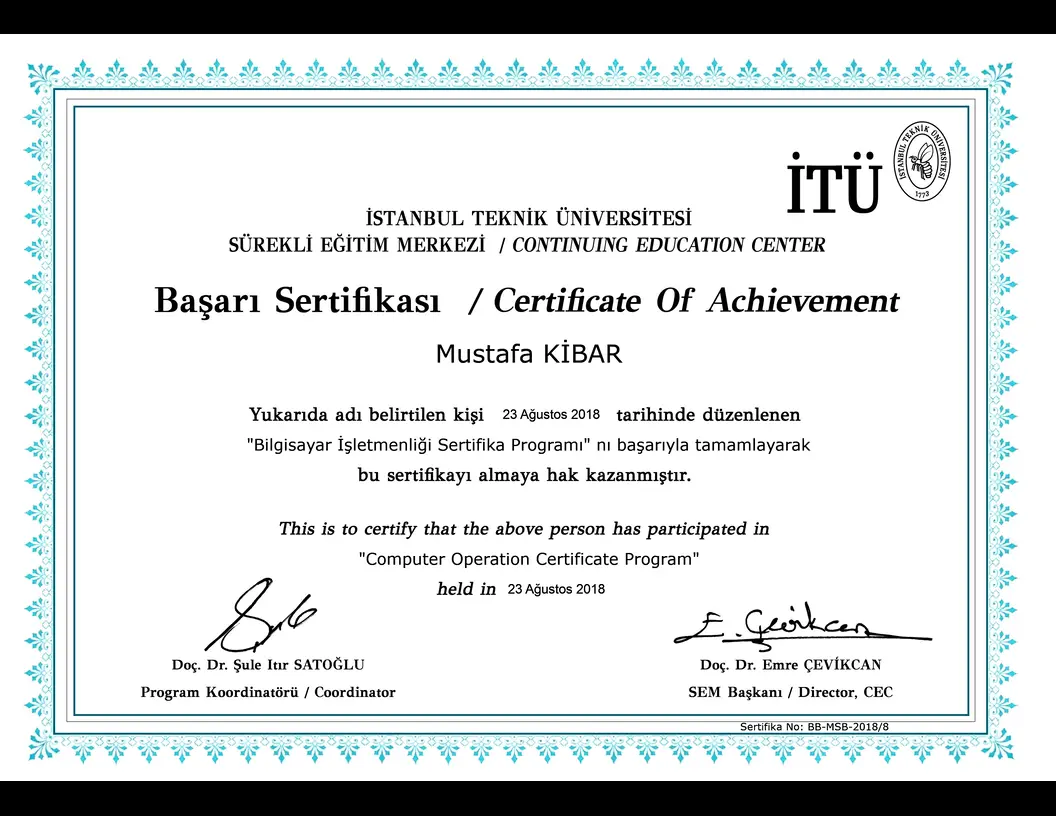 İTÜ
İSTANBUL TEKNİK ÜNİVERSİTESİ
1773
İSTANBUL TEKNİK ÜNİVERSİTESİ
SÜREKLİ EĞİTİM MERKEZİ / CONTINUING EDUCATION CENTER
Başarı Sertifikası / Certificate Of Achievement
Mustafa KİBAR
Yukarıda adı belirtilen kişi 23 Ağustos 2018 tarihinde düzenlenen
"Bilgisayar İşletmenliği Sertifika Programı" nı başarıyla tamamlayarak
bu sertifikayı almaya hak kazanmıştır.
This is to certify that the above person has participated in
"Computer Operation Certificate Program"
held in 23 Ağustos 2018
Şule
E. Çevikcan
Doç. Dr. Şule Itır SATOĞLU
Doç. Dr. Emre ÇEVİKCAN
Program Koordinatörü / Coordinator
SEM Başkanı / Director, CEC
Sertifika No: BB-MSB-2018/8